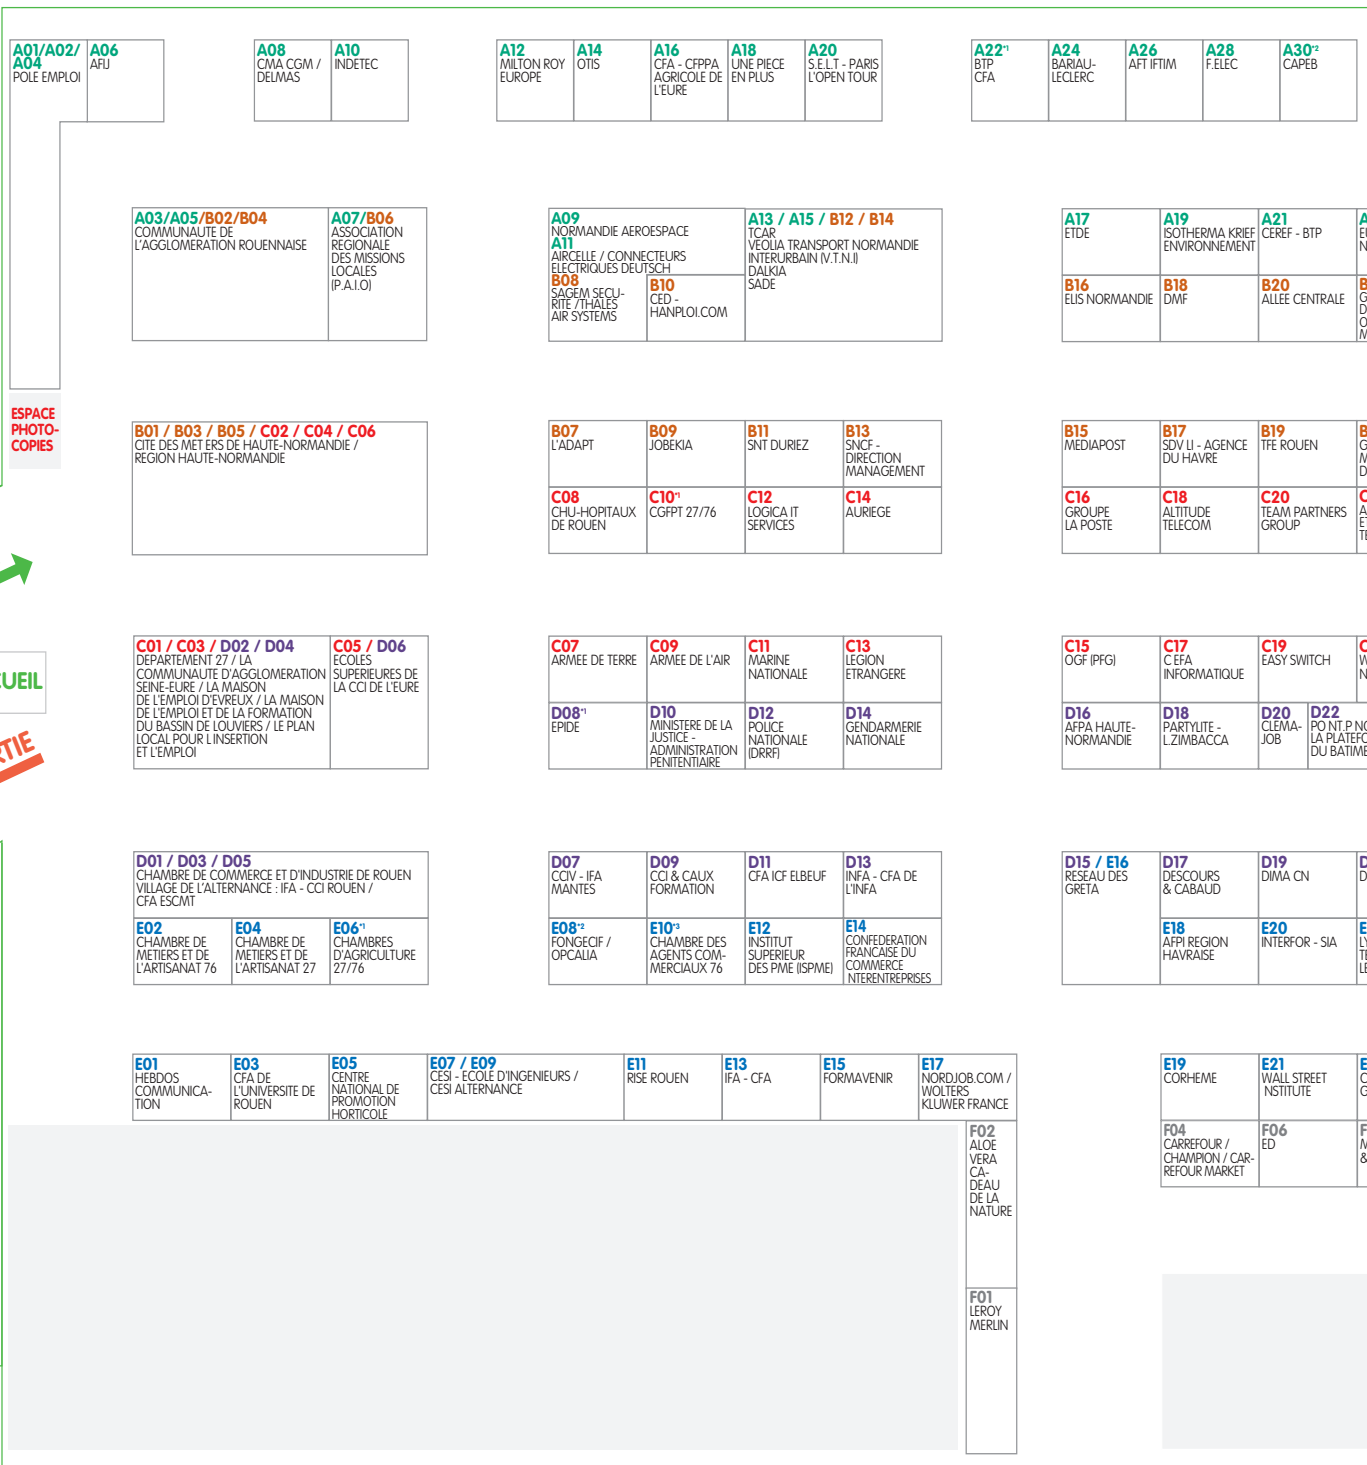 A01/A02/
A04
POLE EMPLOI
A06
AFIJ
A08
CMA CGM /
DELMAS
A10
INDETEC
A12
MILTON ROY
EUROPE
A14
OTIS
A16
CFA - CFPPA
AGRICOLE DE
L'EURE
A18
UNE PIECE
EN PLUS
A20
S.E.L.T - PARIS
L'OPEN TOUR
A22*1
BTP
CFA
A24
BARIAU-
LECLERC
A26
AFT IFTIM
A28
F.ELEC
A30*2
CAPEB
A03/A05/B02/B04
COMMUNAUTE DE
L'AGGLOMERATION ROUENNAISE
A07/B06
ASSOCIATION
REGIONALE
DES MISSIONS
LOCALES
(P.A.I.O)
A09
NORMANDIE AEROESPACE
A11
AIRCELLE / CONNECTEURS
ELECTRIQUES DEUTSCH
B08
SAGEM SECU-
RITE /THALES
AIR SYSTEMS
B10
CED -
HANPLOI.COM
A13 / A15 / B12 / B14
TCAR
VEOLIA TRANSPORT NORMANDIE
INTERURBAIN (V.T.N.I)
DALKIA
SADE
A17
ETDE
A19
ISOTHERMA KRIEF
ENVIRONNEMENT
A21
CEREF - BTP
B16
ELIS NORMANDIE
B18
DMF
B20
ALLEE CENTRALE
ESPACE
PHOTO-
COPIES
B01 / B03 / B05 / C02 / C04 / C06
CITE DES MET ERS DE HAUTE-NORMANDIE /
REGION HAUTE-NORMANDIE
B07
L'ADAPT
B09
JOBEKIA
B11
SNT DURIEZ
B13
SNCF -
DIRECTION
MANAGEMENT
C08
CHU-HOPITAUX
DE ROUEN
C10*1
CGFPT 27/76
C12
LOGICA IT
SERVICES
C14
AURIEGE
B15
MEDIAPOST
B17
SDV LI - AGENCE
DU HAVRE
B19
TFE ROUEN
C16
GROUPE
LA POSTE
C18
ALTITUDE
TELECOM
C20
TEAM PARTNERS
GROUP
UEIL
RTIE
C01 / C03 / D02 / D04
DEPARTEMENT 27 / LA
COMMUNAUTE D'AGGLOMERATION
SEINE-EURE / LA MAISON
DE L'EMPLOI D'EVREUX / LA MAISON
DE L'EMPLOI ET DE LA FORMATION
DU BASSIN DE LOUVIERS / LE PLAN
LOCAL POUR L INSERTION
ET L'EMPLOI
C05 / D06
ECOLES
SUPERIEURES DE
LA CCI DE L'EURE
C07
ARMEE DE TERRE
C09
ARMEE DE L'AIR
C11
MARINE
NATIONALE
C13
LEGION
ETRANGERE
D08*1
EPIDE
D10
MINISTERE DE LA
JUSTICE -
ADMINISTRATION
PENITENTIAIRE
D12
POLICE
NATIONALE
(DRRF)
D14
GENDARMERIE
NATIONALE
C15
OGF (PFG)
C17
C EFA
INFORMATIQUE
C19
EASY SWITCH
D16
AFPA HAUTE-
NORMANDIE
D18
PARTYLITE -
L.ZIMBACCA
D20
CLEMA-
JOB
D22
PO NT.P NO
LA PLATEFO
DU BATIME
D01 / D03 / D05
CHAMBRE DE COMMERCE ET D'INDUSTRIE DE ROUEN
VILLAGE DE L'ALTERNANCE : IFA - CCI ROUEN /
CFA ESCMT
E02
CHAMBRE DE
METIERS ET DE
L'ARTISANAT 76
E04
CHAMBRE DE
METIERS ET DE
L'ARTISANAT 27
E06*1
CHAMBRES
D'AGRICULTURE
27/76
D07
CCIV - IFA
MANTES
D09
CCI & CAUX
FORMATION
D11
CFA ICF ELBEUF
D13
INFA - CFA DE
L'INFA
E08*2
FONGECIF /
OPCALIA
E10*3
CHAMBRE DES
AGENTS COM-
MERCIAUX 76
E12
INSTITUT
SUPERIEUR
DES PME (ISPME)
E14
CONFEDERATION
FRANCAISE DU
COMMERCE
NTERENTREPRISES
D15 / E16
RESEAU DES
GRETA
D17
DESCOURS
& CABAUD
D19
DIMA CN
E18
AFPI REGION
HAVRAISE
E20
INTERFOR - SIA
E01
HEBDOS
COMMUNICA-
TION
E03
CFA DE
L'UNIVERSITE DE
ROUEN
E05
CENTRE
NATIONAL DE
PROMOTION
HORTICOLE
E07 / E09
CESI - ECOLE D'INGENIEURS /
CESI ALTERNANCE
E11
RISE ROUEN
E13
IFA - CFA
E15
FORMAVENIR
E17
NORDJOB.COM /
WOLTERS
KLUWER FRANCE
F02
ALOE
VERA
CA-
DEAU
DE LA
NATURE
F01
LEROY
MERLIN
E19
CORHEME
E21
WALL STREET
NSTITUTE
F04
CARREFOUR /
CHAMPION / CAR-
REFOUR MARKET
F06
ED